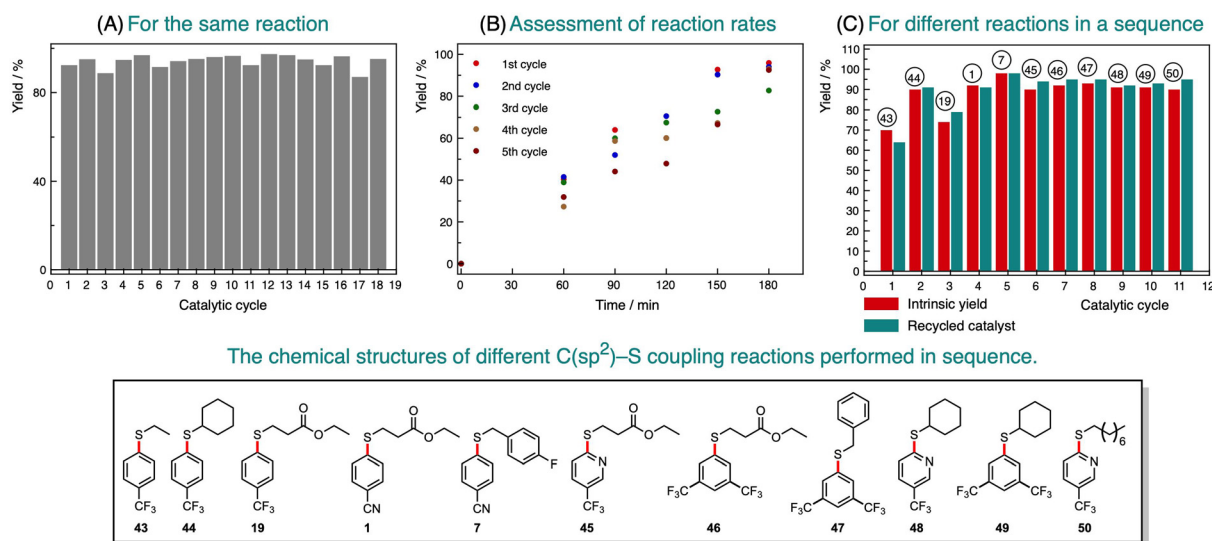 (A) For the same reaction
Yield / %
80
40
0
0 1 2 3 4 5 6 7 8 9 10 11 12 13 14 15 16 17 18 19
Catalytic cycle
(B) Assessment of reaction rates
Yield / %
100
80
60
40
20
0
1st cycle
2nd cycle
3rd cycle
4th cycle
5th cycle
0 30 60 90 120 150 180
Time / min
(C) For different reactions in a sequence
Yield / %
110
100
90
80
70
60
50
40
30
20
10
0
43 44 19 1 7 45 46 47 48 49 50
0 1 2 3 4 5 6 7 8 9 10 11 12
Intrinsic yield
Catalytic cycle
Recycled catalyst
The chemical structures of different C(sp²)–S coupling reactions performed in sequence.
S CF₃ 43
S CF₃ 44
S O O CF₃ 19
S O O CN 1
S F CN 7
S O O N CF₃ 45
S O O F₃C CF₃ 46
S F₃C CF₃ 47
S N CF₃ 48
S F₃C CF₃ 49
S ( )₆ N CF₃ 50